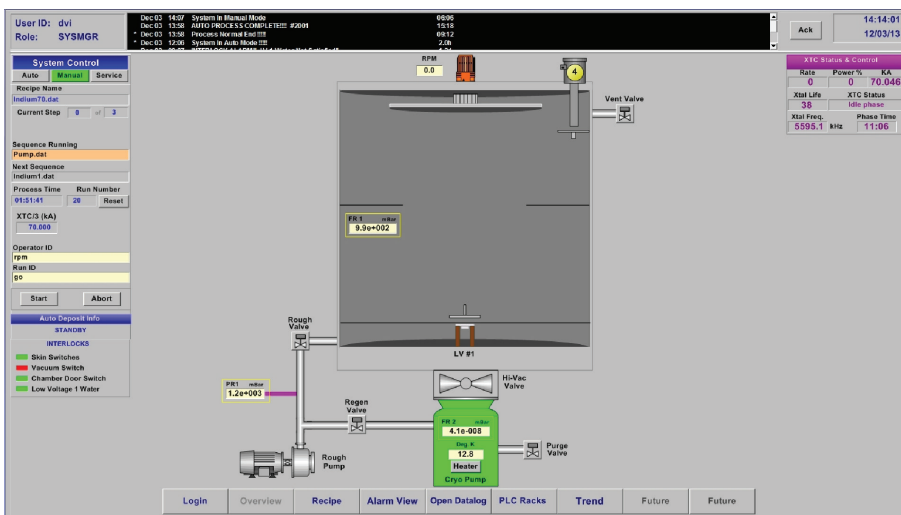 User ID: dvi
Role: SYSMGR
Dec 03 14:07 System in Manual Mode 06:06
Dec 03 13:58 AUTO PROCESS COMPLETE!!!! #2001 15:18
* Dec 03 13:58 Process Normal End !!!! 09:12
* Dec 03 12:06 System in Auto Mode !!!! 2.0h
Ack
14:14:01
12/03/13
System Control
Auto Manual Service
Recipe Name
Indium70.dat
Current Step 0 of 3
Sequence Running
Pump.dat
Next Sequence
Indium1.dat
Process Time Run Number
01:51:41 20 Reset
XTC/3 (kA)
70.000
Operator ID
rpm
Run ID
go
Start Abort
Auto Deposit Info
STANDBY
INTERLOCKS
Skin Switches
Vacuum Switch
Chamber Door Switch
Low Voltage 1 Water
RPM
0.0
4
Vent Valve
FR 1 mBar
9.9e+002
LV #1
Rough
Valve
PR1 mBar
1.2e+003
Regen
Valve
Rough
Pump
Hi-Vac
Valve
FR 2 mBar
4.1e-008
Deg K
12.8
Heater
Cryo Pump
Purge
Valve
XTC Status & Control
Rate Power % KA
0 0 70.046
Xtal Life XTC Status
38 Idle phase
Xtal Freq. Phase Time
5595.1 kHz 11:06
Login Overview Recipe Alarm View Open Datalog PLC Racks Trend Future Future